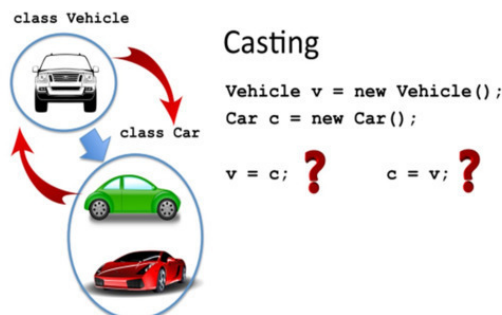 class Vehicle
class Car
Casting
Vehicle v = new Vehicle();
Car c = new Car();
v = c; ?
c = v; ?